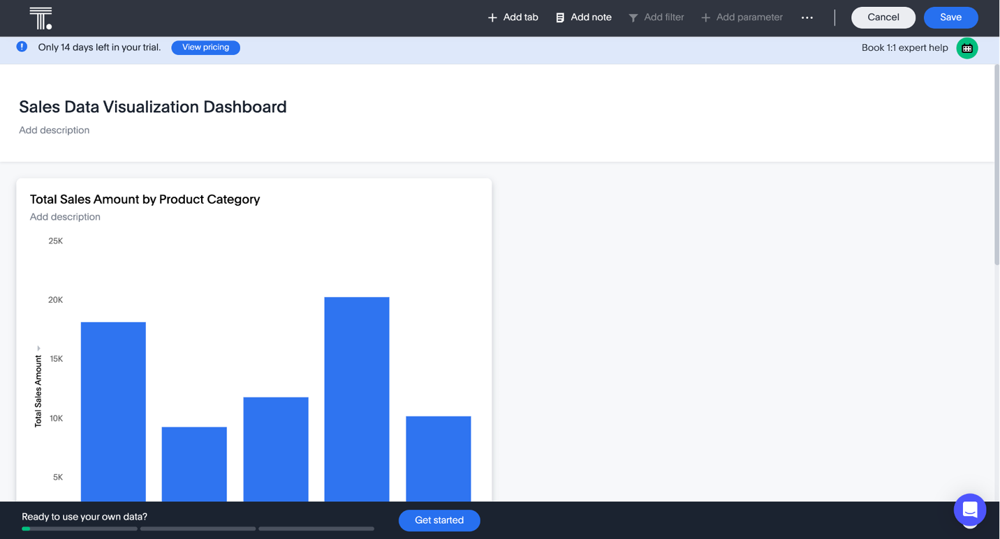 T.
Add tab
Add note
Add filter
Add parameter
Cancel
Save
Only 14 days left in your trial.
View pricing
Book 1:1 expert help
Sales Data Visualization Dashboard
Add description
Total Sales Amount by Product Category
Add description
25K
20K
15K
10K
5K
Total Sales Amount
Ready to use your own data?
Get started